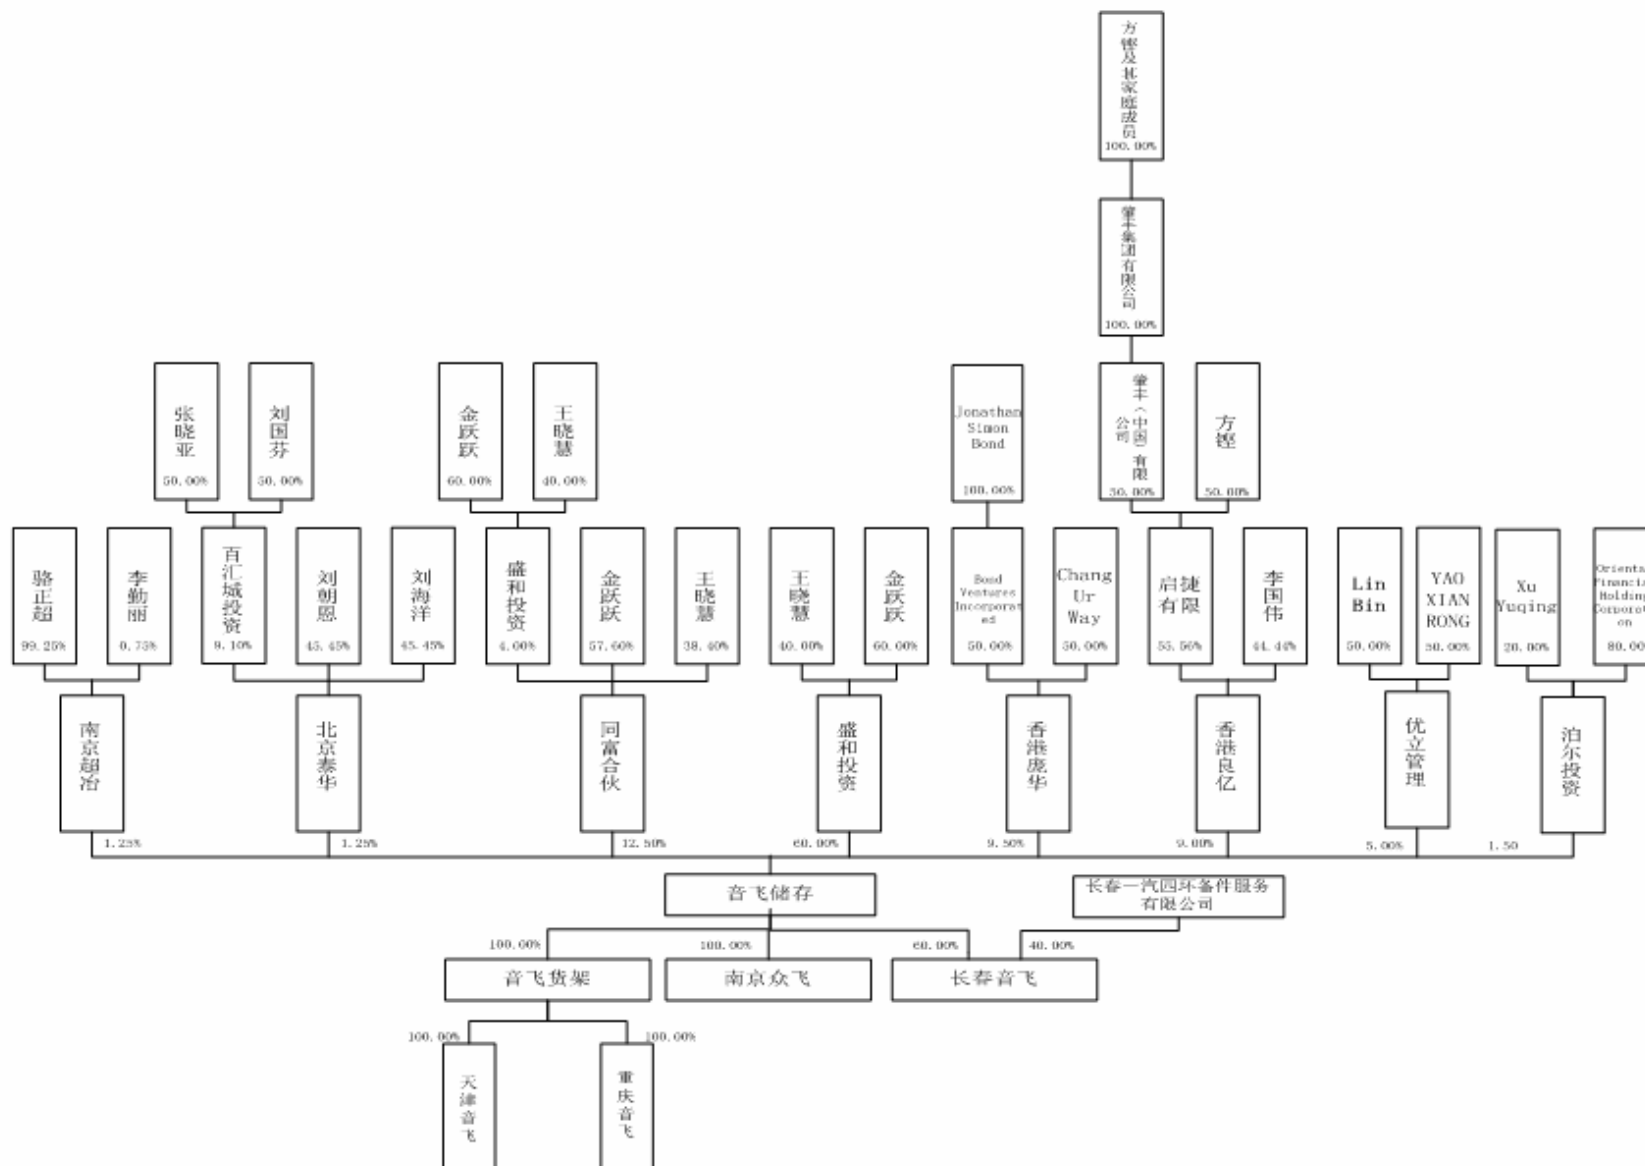 方铿及其家庭成员
100.00%
肇丰集团有限公司
100.00%
张晓亚
50.00%
刘国芬
50.00%
金跃跃
60.00%
王晓慧
40.00%
Jonathan
Simon
Bond
100.00%
肇丰（中国）有限
公司
50.00%
方铿
50.00%
骆正超
99.25%
李勤丽
0.75%
百汇城投资
9.10%
刘朝恩
45.45%
刘海洋
45.45%
盛和投资
4.00%
金跃跃
57.60%
王晓慧
38.40%
王晓慧
40.00%
金跃跃
60.00%
Bond
Ventures
Incorporat
ed
50.00%
Chang
Ur
Way
50.00%
启捷
有限
55.56%
李国伟
44.44%
Lin
Bin
50.00%
YAO
XIAN
RONG
50.00%
Xu
Yuqing
20.00%
Orienta
Financia
Holding
Corporat
on
80.00
南京超冶
北京泰华
同富合伙
盛和投资
香港庞华
香港良亿
优立管理
泊尔投资
1.25%
1.25%
12.50%
60.00%
9.50%
9.00%
5.00%
1.50
音飞储存
长春一汽四环备件服务
有限公司
100.00%
100.00%
60.00%
40.00%
音飞货架
南京众飞
长春音飞
100.00%
100.00%
天津音飞
重庆音飞